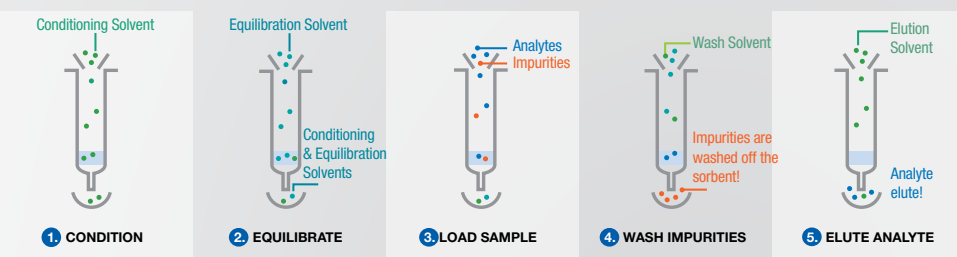 Conditioning Solvent
1. CONDITION
Equilibration Solvent
Conditioning
& Equilibration
Solvents
2. EQUILIBRATE
Analytes
Impurities
3. LOAD SAMPLE
Wash Solvent
Impurities are
washed off the
sorbent!
4. WASH IMPURITIES
Elution
Solvent
Analyte
elute!
5. ELUTE ANALYTE